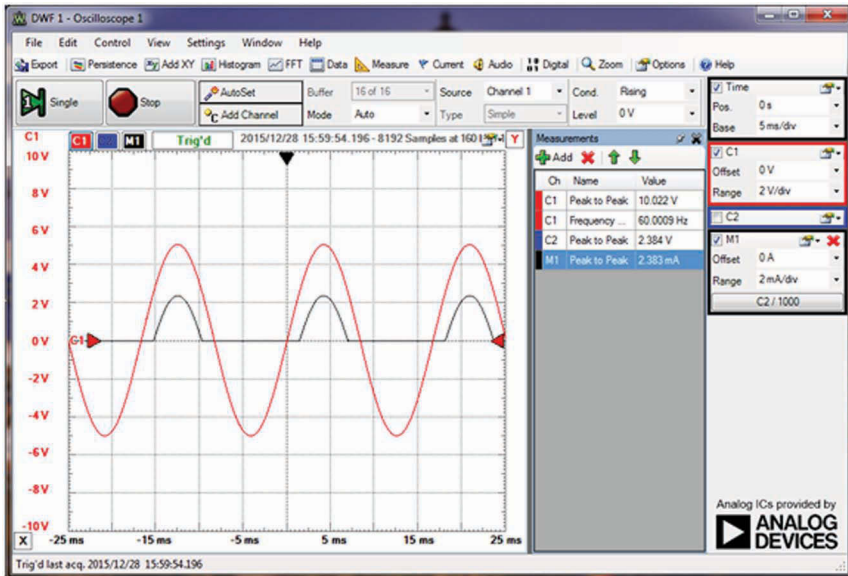 DWF 1 - Oscilloscope 1
File Edit Control View Settings Window Help
Export Persistence Add XY Histogram FFT Data Measure Current Audio Digital Zoom Options Help
Single Stop AutoSet Buffer 16 of 16 Source Channel 1 Cond. Rising
Add Channel Mode Auto Type Simple Level 0 V
C1 C1 M1 Trig'd 2015/12/28 15:59:54.196 - 8192 Samples at 160 Y
10 V
8 V
6 V
4 V
2 V
0 V
-2 V
-4 V
-6 V
-8 V
-10 V
C1
X -25 ms -15 ms -5 ms 5 ms 15 ms 25 ms
Trig'd last acq. 2015/12/28 15:59:54.196
Measurements
Add
Ch Name Value
C1 Peak to Peak 10.022 V
C1 Frequency ... 60.0009 Hz
C2 Peak to Peak 2.384 V
M1 Peak to Peak 2.383 mA
Time
Pos. 0 s
Base 5 ms/div
C1
Offset 0 V
Range 2 V/div
C2
M1
Offset 0 A
Range 2 mA/div
C2 / 1000
Analog ICs provided by
ANALOG
DEVICES